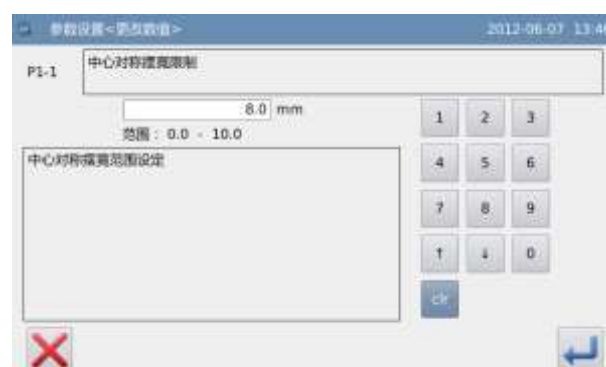 参数设置<更改数值>
2012-06-07 13:46
P1-1
中心对称摆宽限制
8.0 mm
范围： 0.0 - 10.0
中心对称摆宽范围设定
1 2 3
4 5 6
7 8 9
↑ ↓ 0
clr